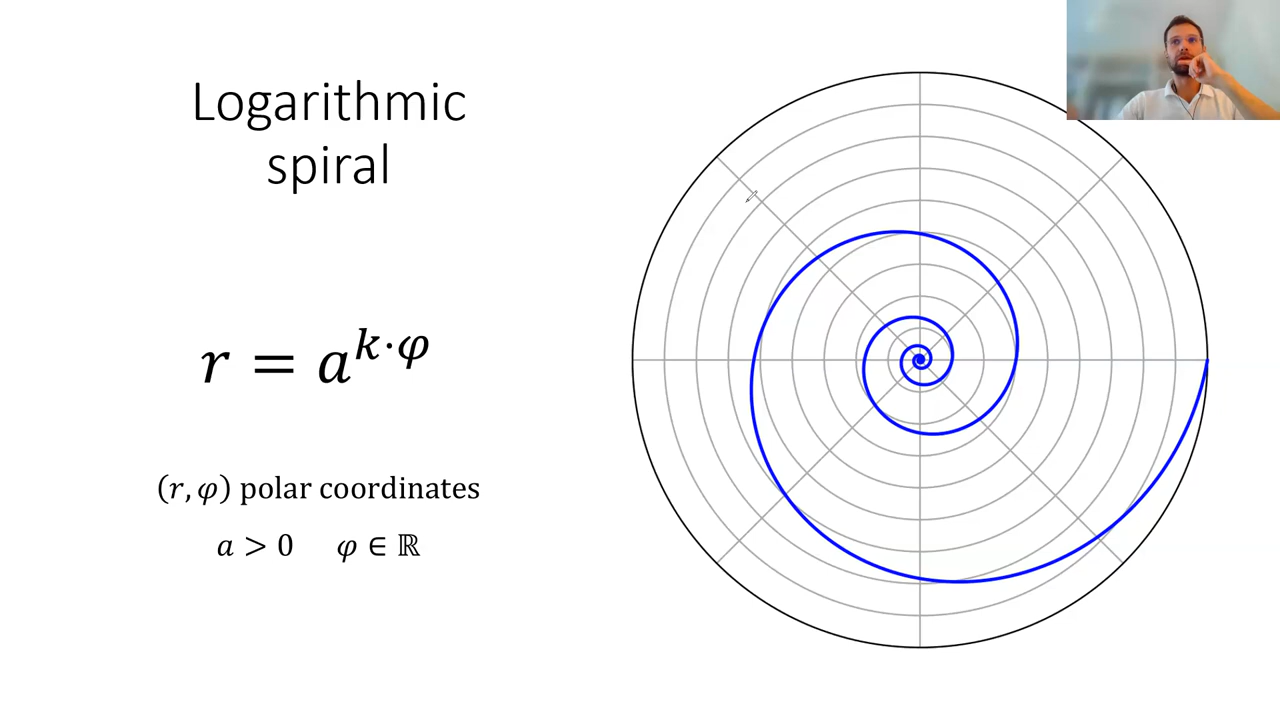 Logarithmic
spiral
r = a^{k·φ}
(r, φ) polar coordinates
a > 0 φ ∈ ℝ